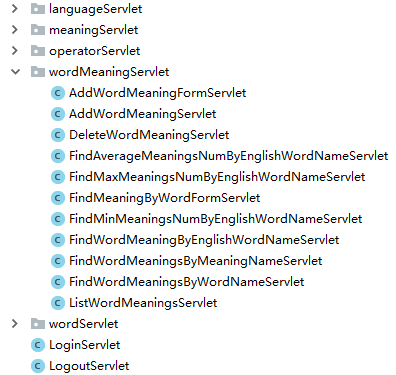 languageServlet
meaningServlet
operatorServlet
wordMeaningServlet
AddWordMeaningFormServlet
AddWordMeaningServlet
DeleteWordMeaningServlet
FindAverageMeaningsNumByEnglishWordNameServlet
FindMaxMeaningsNumByEnglishWordNameServlet
FindMeaningByWordFormServlet
FindMinMeaningsNumByEnglishWordNameServlet
FindWordMeaningByEnglishWordNameServlet
FindWordMeaningsByMeaningNameServlet
FindWordMeaningsByWordNameServlet
ListWordMeaningsServlet
wordServlet
LoginServlet
LogoutServlet